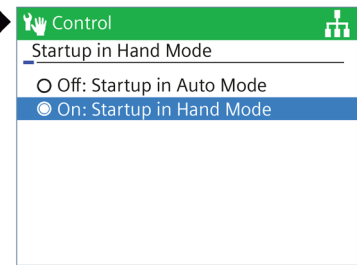 Control
Startup in Hand Mode
Off: Startup in Auto Mode
On: Startup in Hand Mode